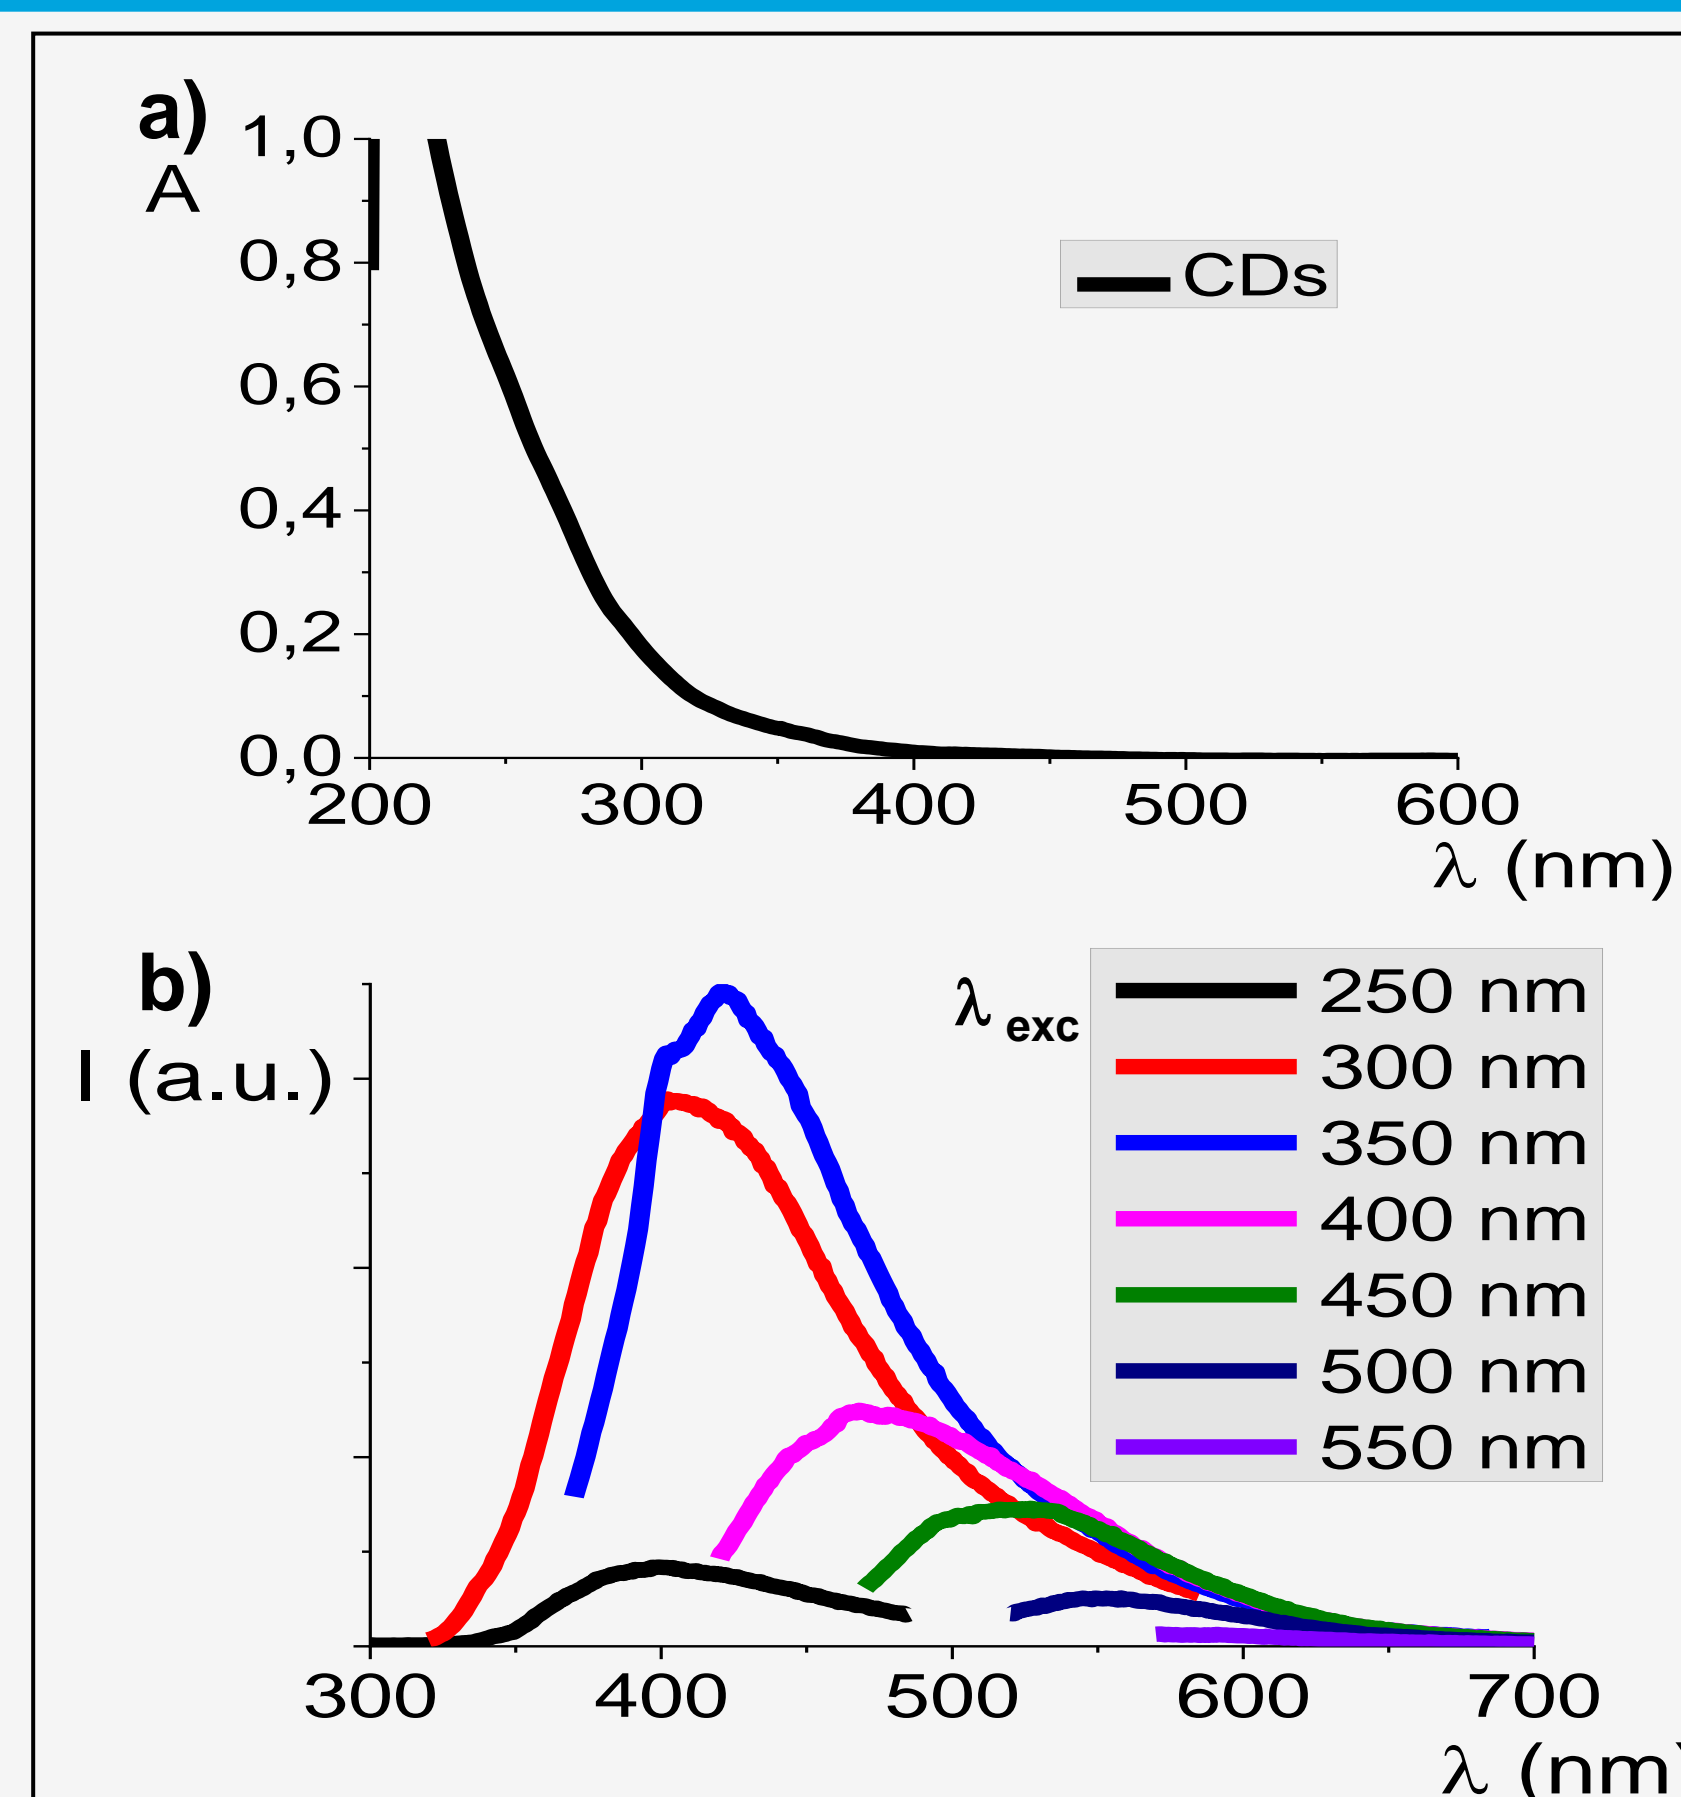 a)
A
1,0
0,8
0,6
0,4
0,2
0,0
CDs
200 300 400 500 600
λ (nm)
b)
I (a.u.)
λ exc
250 nm
300 nm
350 nm
400 nm
450 nm
500 nm
550 nm
300 400 500 600 700
λ (nm)